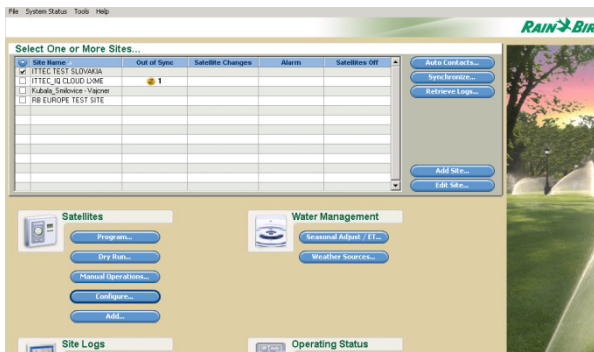 File System Status Tools Help
RAIN BIR
Select One or More Sites...
Site Name Out of Sync Satellite Changes Alarm Satellites Off
ITTEC TEST SLOVAKIA
ITTEC_IQ CLOUD LXME 1
Kubala_Smilovice - Vajcner
RB EUROPE TEST SITE
Auto Contacts...
Synchronize...
Retrieve Logs...
Add Site...
Edit Site...
Satellites
Program...
Dry Run...
Manual Operations...
Configure...
Add...
Water Management
Seasonal Adjust / ET...
Weather Sources...
Site Logs
Operating Status